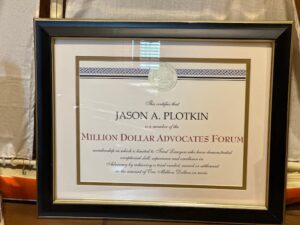 This certifies that
JASON A. PLOTKIN
is a member of the
MILLION DOLLAR ADVOCATES FORUM
membership in which is limited to Trial Lawyers who have demonstrated
exceptional skill, experience and excellence in
Advocacy by achieving a trial verdict, award or settlement
in the amount of One Million Dollars or more.